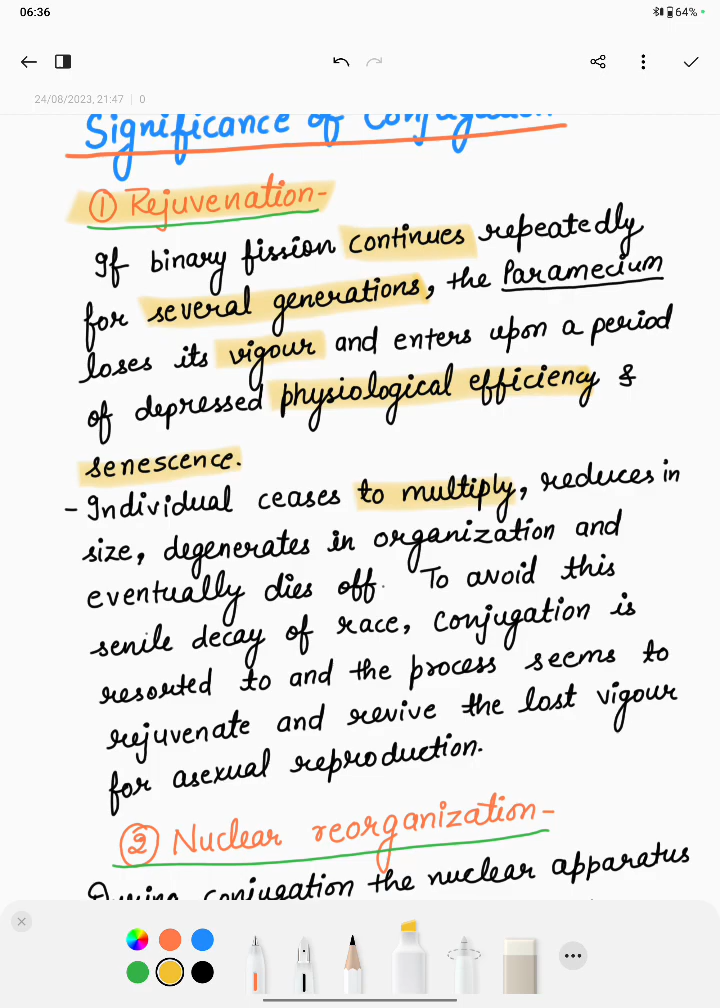 06:36
64%
24/08/2023, 21:47 | 0
Significance of Conjugation
① Rejuvenation-
If binary fission continues repeatedly
for several generations, the Paramecium
loses its vigour and enters upon a period
of depressed physiological efficiency &
senescence.
- Individual ceases to multiply, reduces in
size, degenerates in organization and
eventually dies off. To avoid this
senile decay of race, conjugation is
resorted to and the process seems to
rejuvenate and revive the lost vigour
for asexual reproduction.
② Nuclear reorganization-
During conjugation the nuclear apparatus